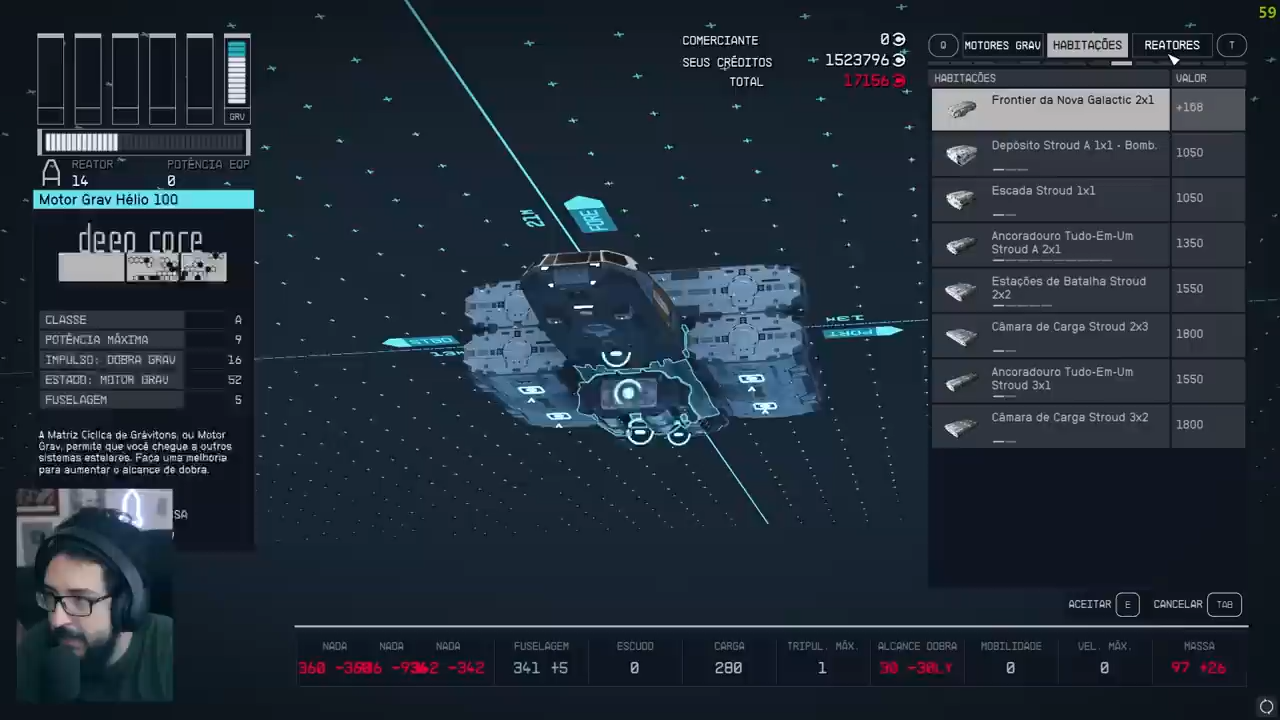 59
COMERCIANTE 0
SEUS CRÉDITOS 1523796
TOTAL 17156
Q MOTORES GRAV HABITAÇÕES REATORES T
HABITAÇÕES VALOR
Frontier da Nova Galactic 2x1 +168
Depósito Stroud A 1x1 - Bomb. 1050
Escada Stroud 1x1 1050
Ancoradouro Tudo-Em-Um
Stroud A 2x1 1350
Estações de Batalha Stroud
2x2 1550
Câmara de Carga Stroud 2x3 1800
Ancoradouro Tudo-Em-Um
Stroud 3x1 1550
Câmara de Carga Stroud 3x2 1800
ACEITAR E CANCELAR TAB
GRV
REATOR POTÊNCIA EQP
A 14 0
Motor Grav Hélio 100
deep core
CLASSE A
POTÊNCIA MÁXIMA 9
IMPULSO: DOBRA GRAV 16
ESTADO: MOTOR GRAV 52
FUSELAGEM 5
A Matriz Cíclica de Grávitons, ou Motor
Grav, permite que você chegue a outros
sistemas estelares. Faça uma melhoria
para aumentar o alcance de dobra.
SA
FORE
21M
PORT
13M
NADA NADA NADA FUSELAGEM ESCUDO CARGA TRIPUL. MÁX. ALCANCE DOBRA MOBILIDADE VEL. MÁX. MASSA
341 +5 0 280 1 30 -30LY 0 0 97 +26